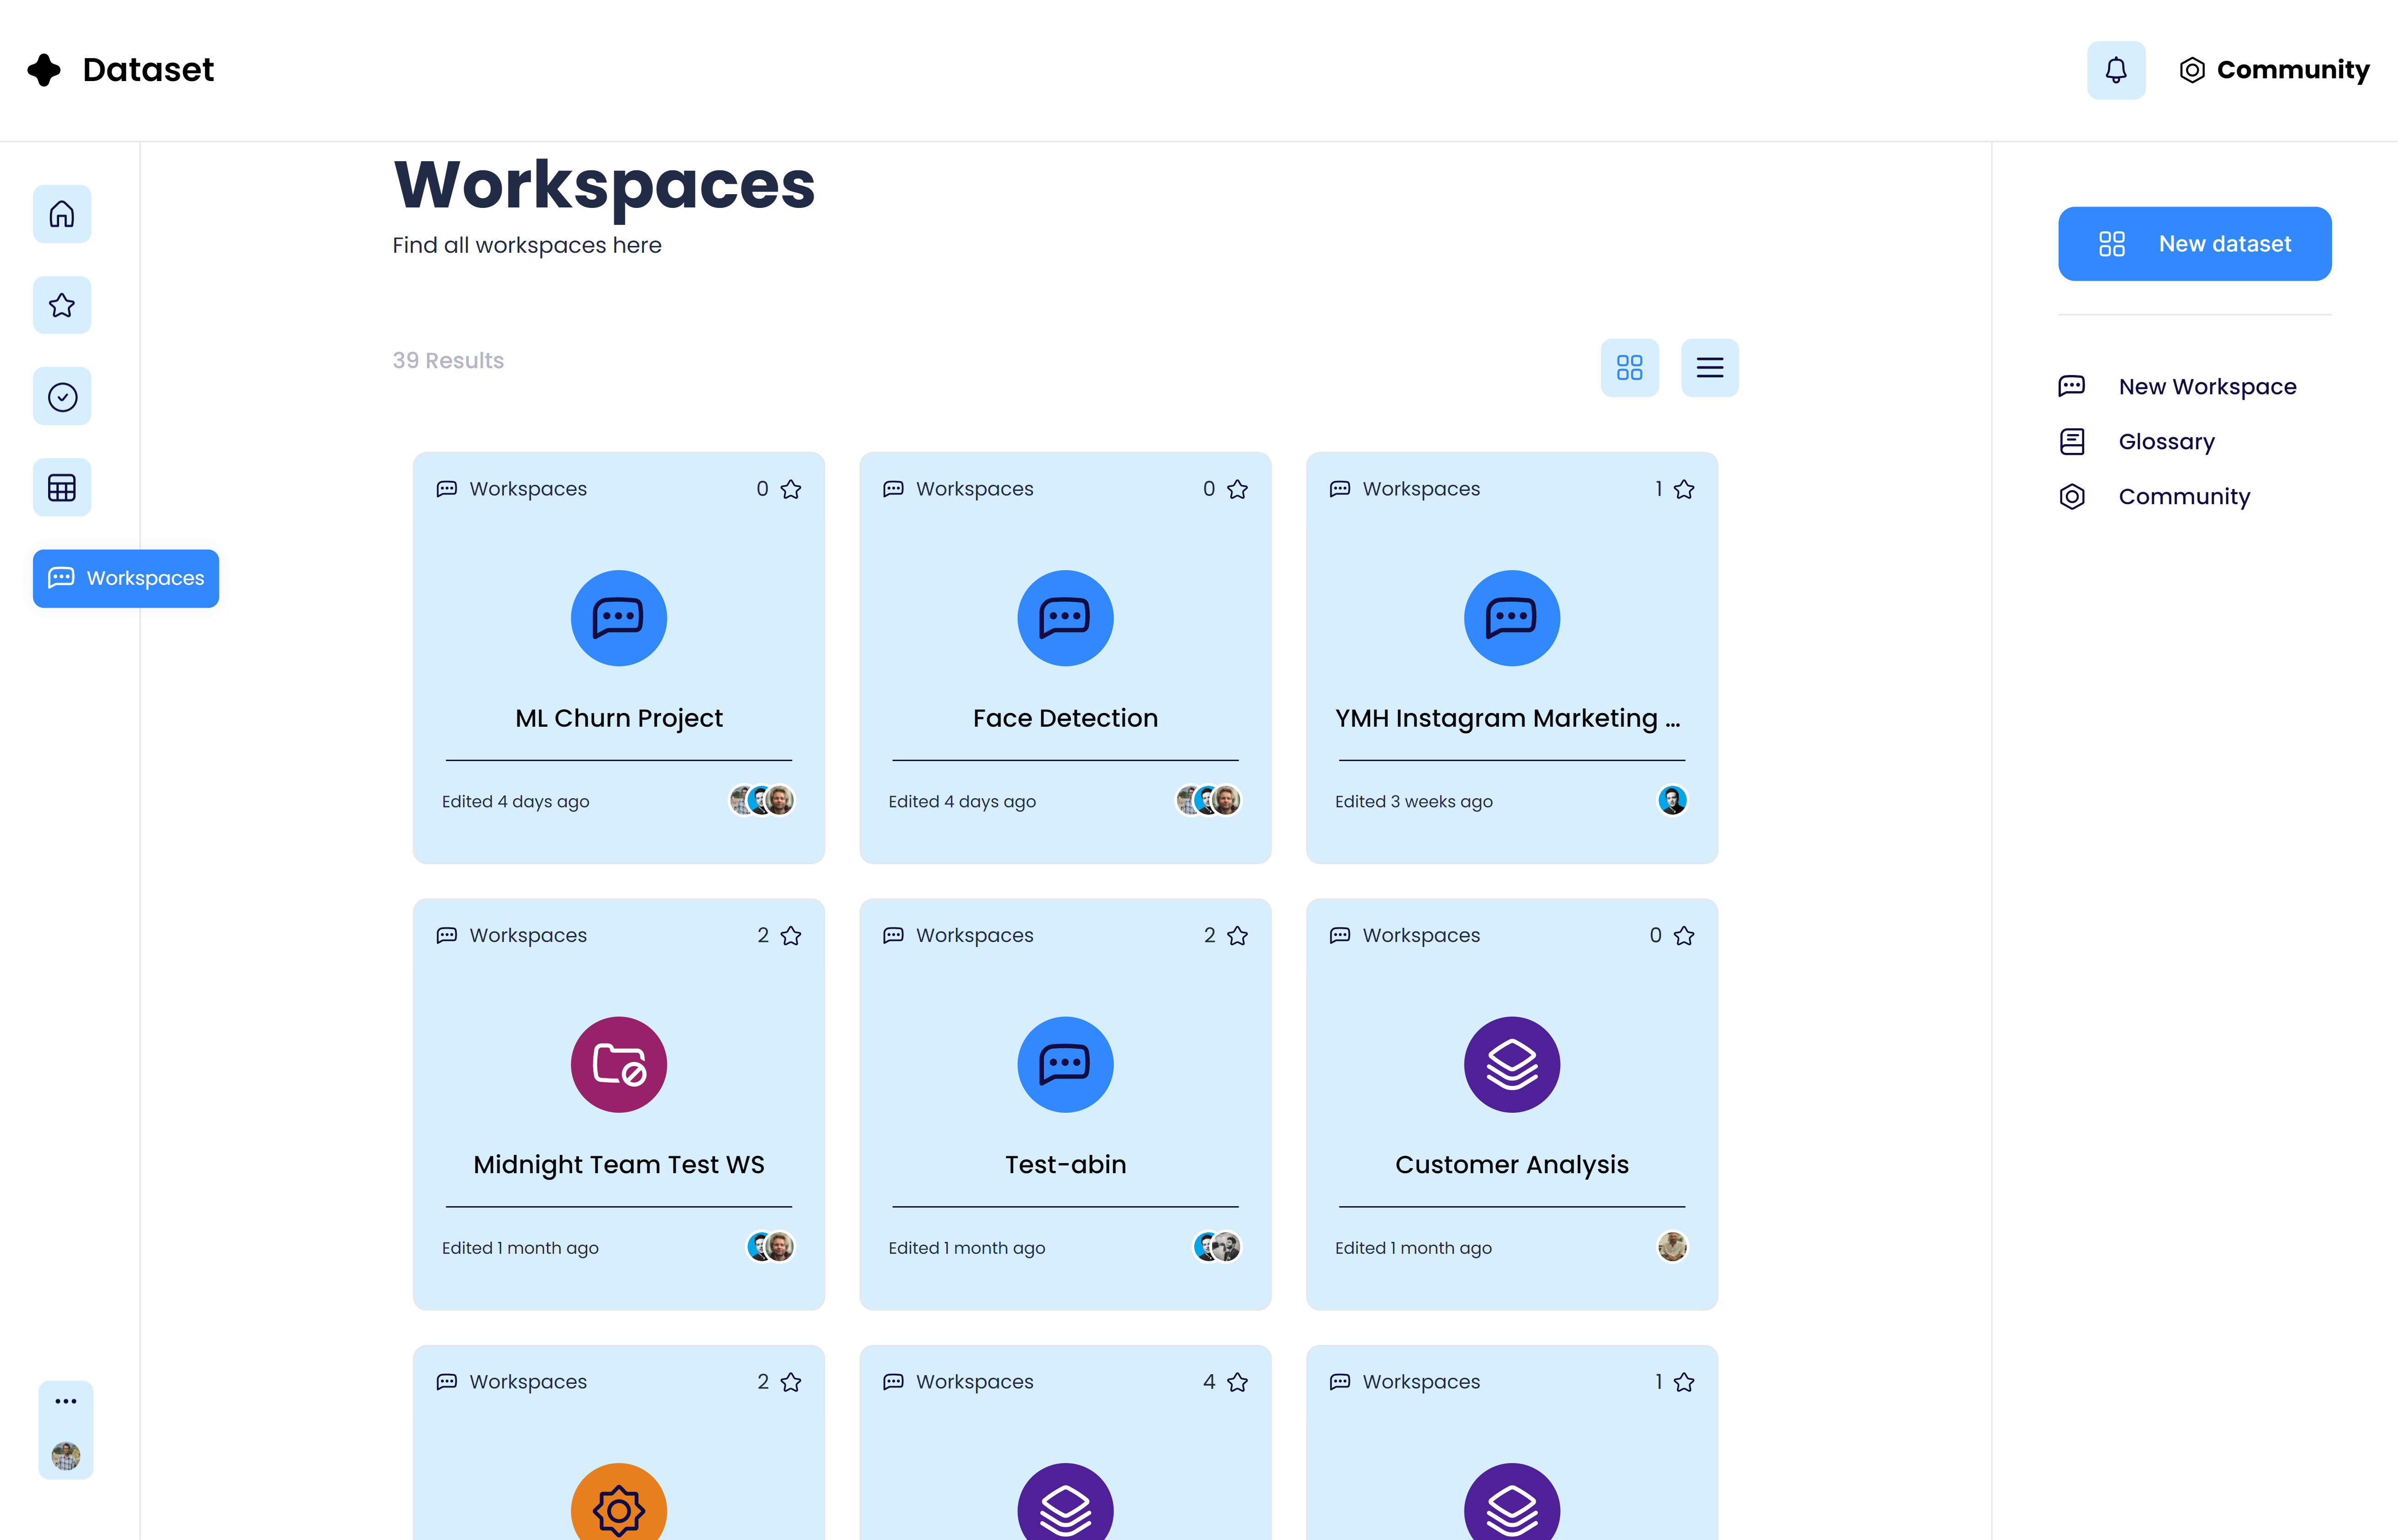 Dataset
Community
Workspaces
Find all workspaces here
New dataset
39 Results
New Workspace
Glossary
Community
Workspaces
Workspaces 0
ML Churn Project
Edited 4 days ago
Workspaces 0
Face Detection
Edited 4 days ago
Workspaces 1
YMH Instagram Marketing ...
Edited 3 weeks ago
Workspaces 2
Midnight Team Test WS
Edited 1 month ago
Workspaces 2
Test-abin
Edited 1 month ago
Workspaces 0
Customer Analysis
Edited 1 month ago
Workspaces 2
Workspaces 4
Workspaces 1